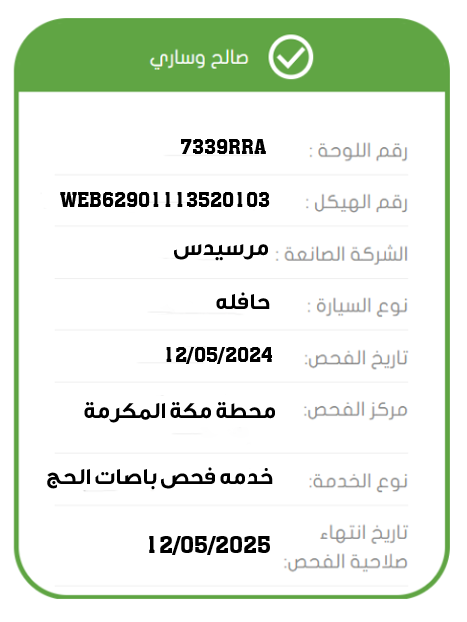 صالح وساري
رقم اللوحة : 7339RRA
رقم الهيكل : WEB62901113520103
الشركة الصانعة : مرسيدس
نوع السيارة : حافله
تاريخ الفحص: 12/05/2024
مركز الفحص: محطة مكة المكرمة
نوع الخدمة: خدمه فحص باصات الحج
تاريخ انتهاء
صلاحية الفحص: 12/05/2025